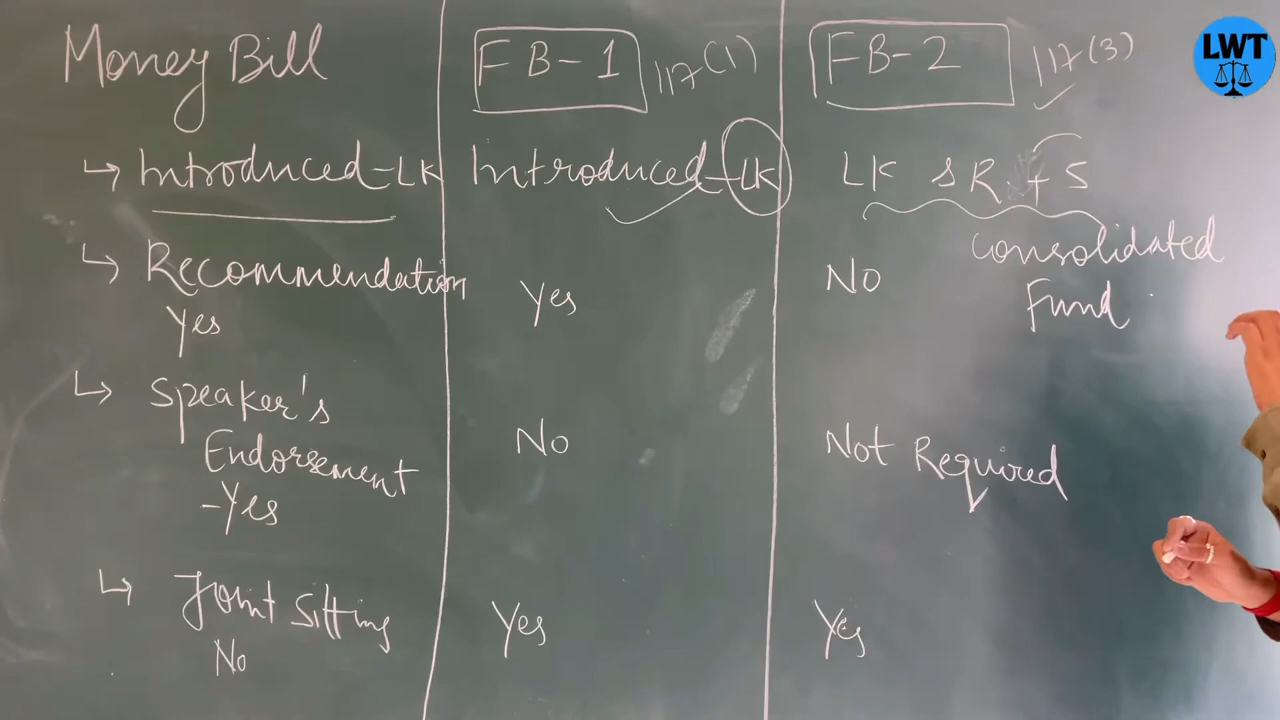 Money Bill
FB-1 117(1)
FB-2 117(3)
LWT
↳ Introduced-LK
Introduced-LK
LK & RS
↳ Recommendation
Yes
Yes
No
Consolidated
Fund
↳ Speaker's
Endorsement
-Yes
No
Not Required
↳ Joint Sitting
No
Yes
Yes